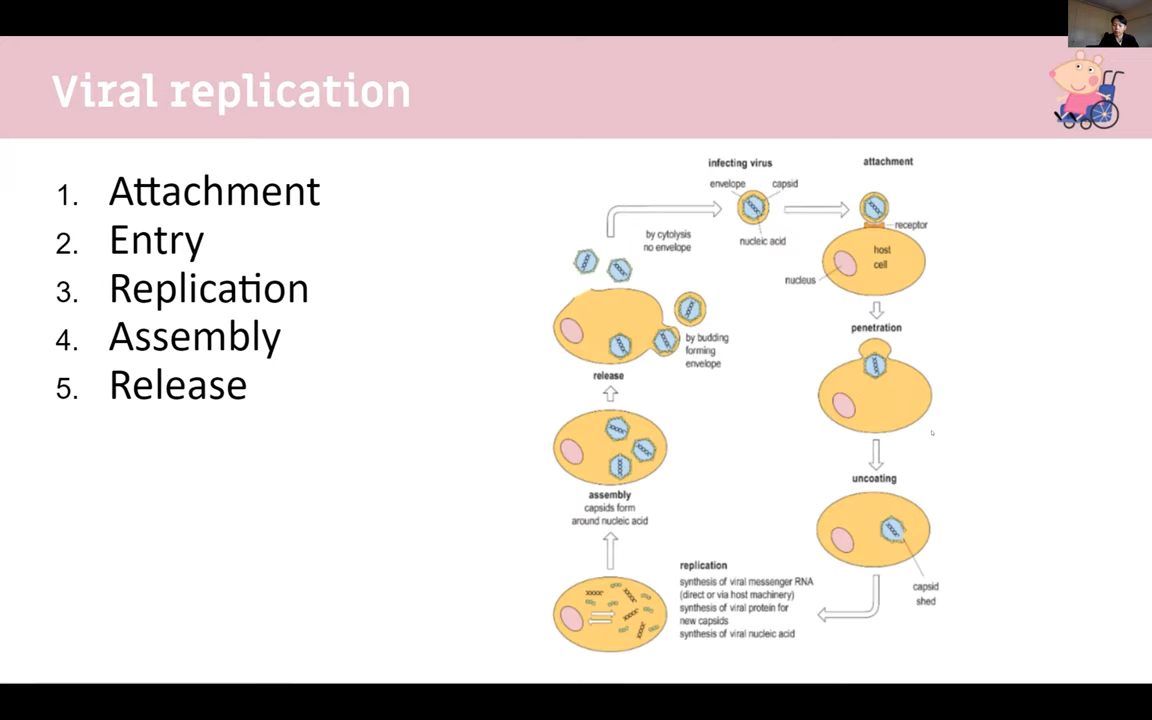 Viral replication
1. Attachment
2. Entry
3. Replication
4. Assembly
5. Release
infecting virus
attachment
envelope
capsid
nucleic acid
receptor
host
cell
nucleus
penetration
uncoating
capsid
shed
replication
synthesis of viral messenger RNA
(direct or via host machinery)
synthesis of viral protein for
new capsids
synthesis of viral nucleic acid
assembly
capsids form
around nucleic acid
release
by budding
forming
envelope
by cytolysis
no envelope